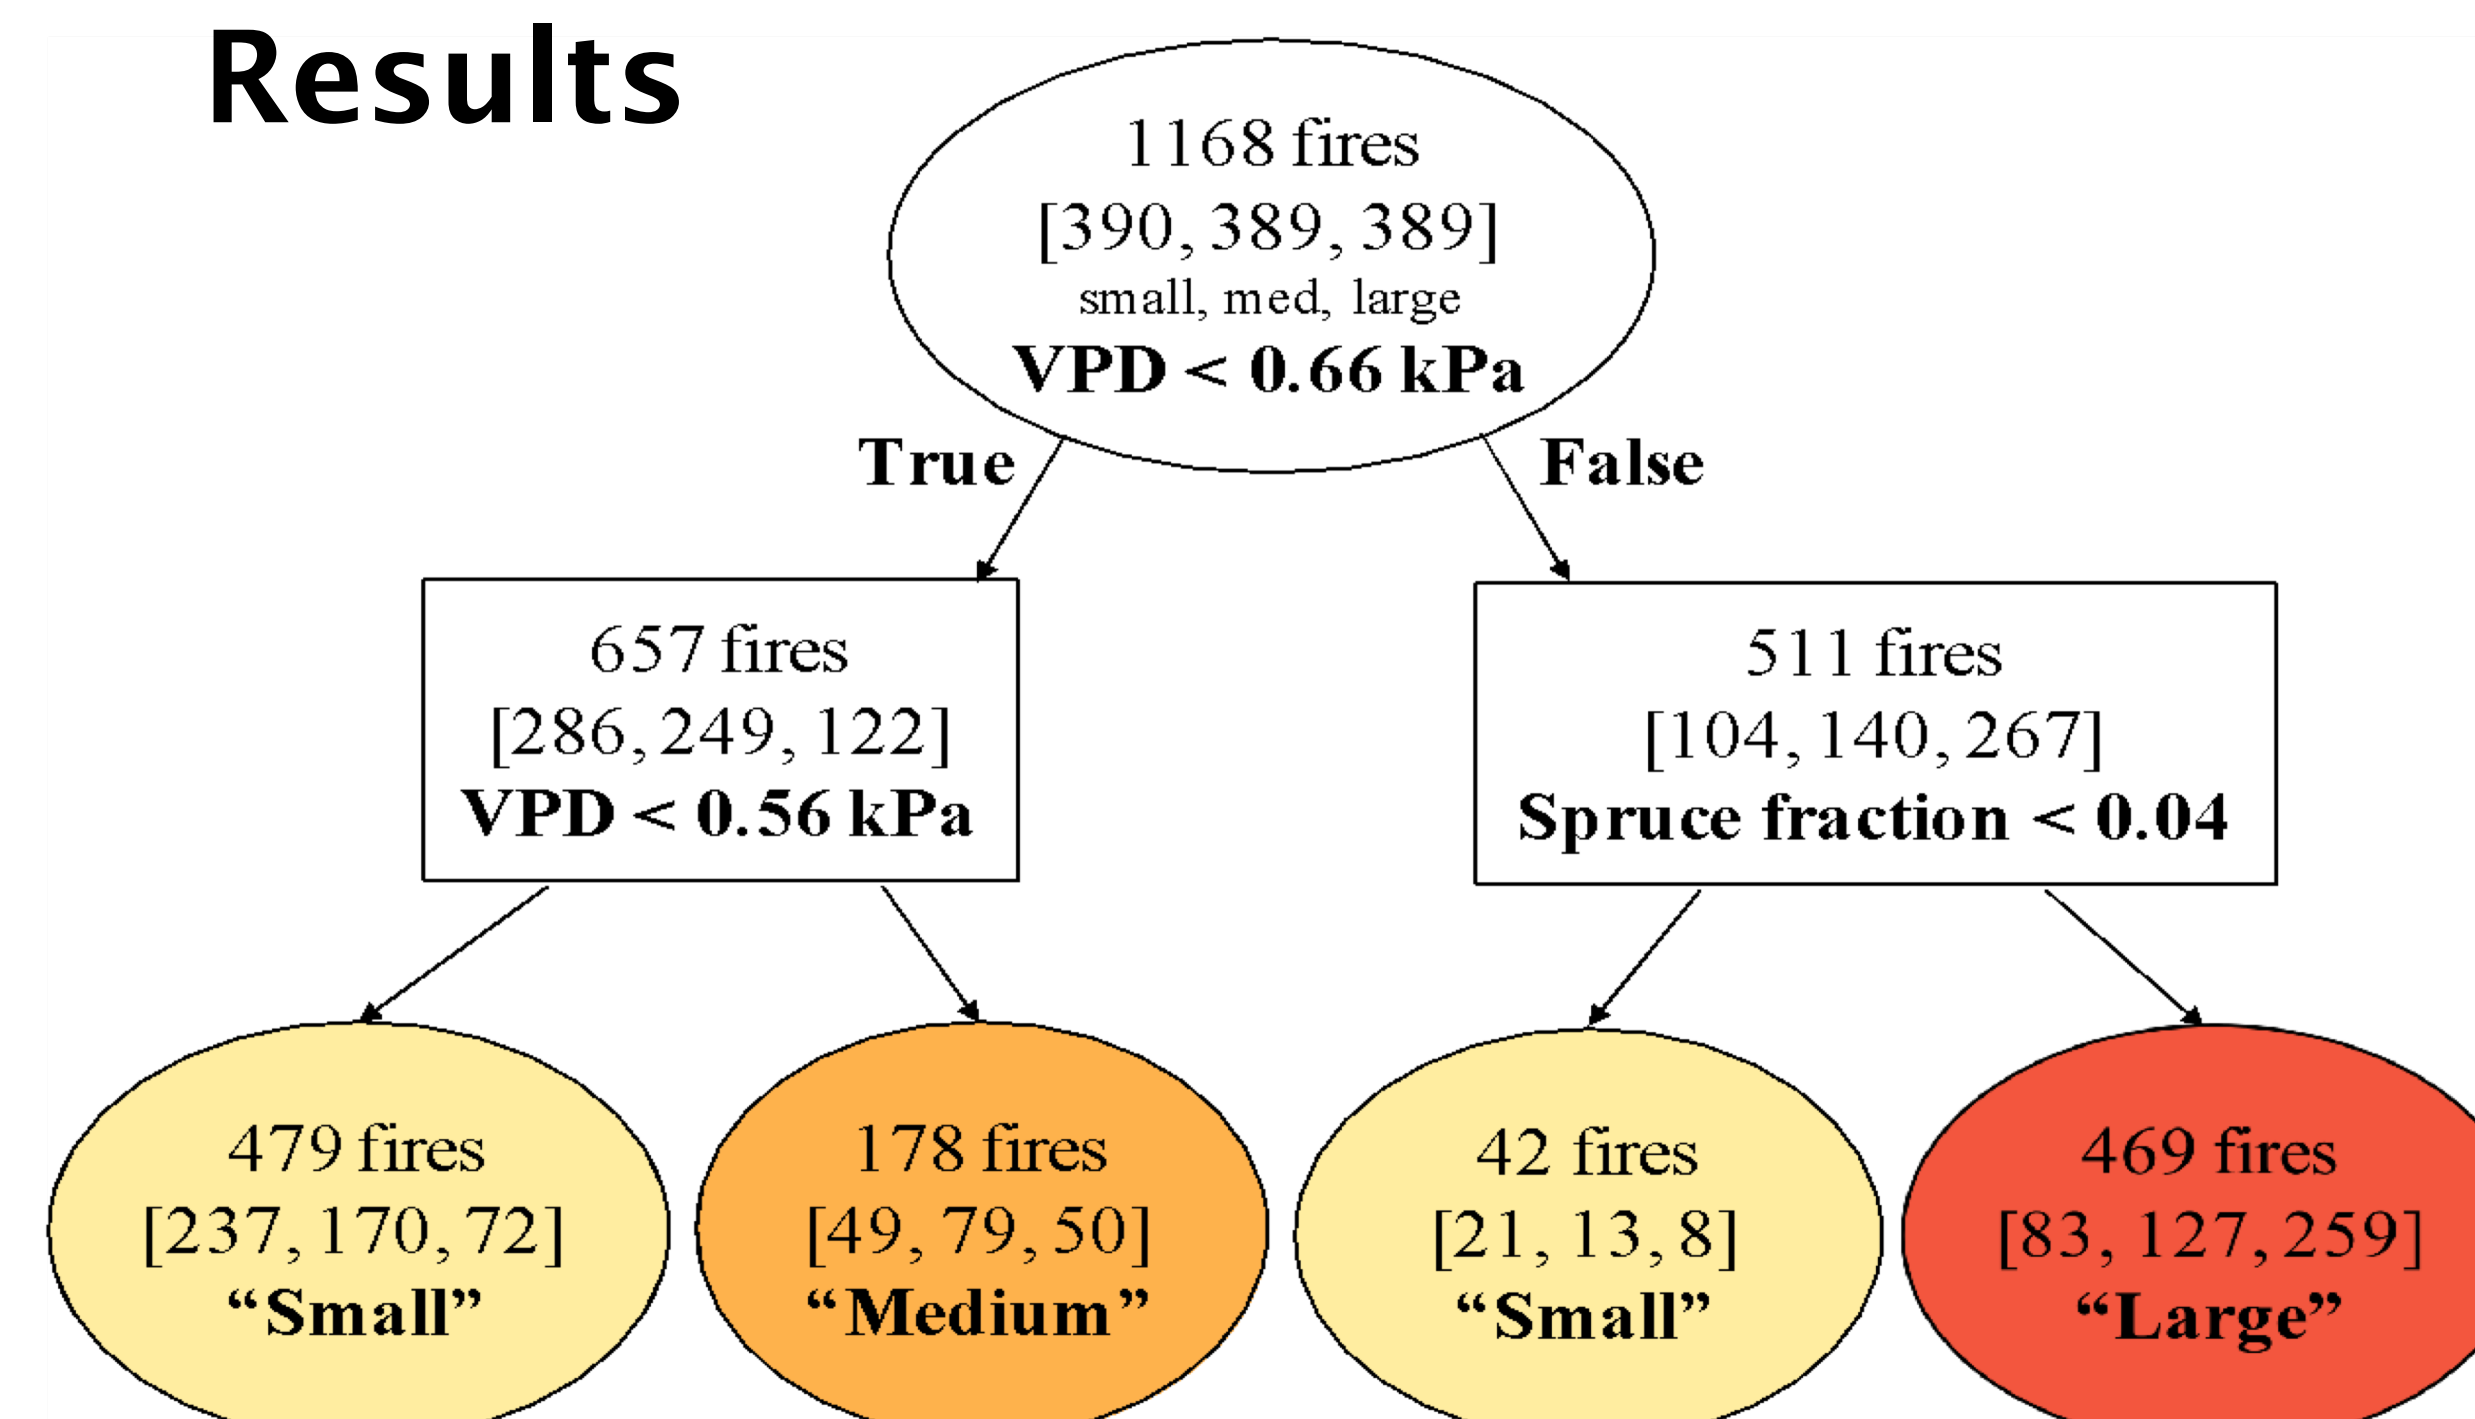 Results
1168 fires
[390, 389, 389]
small, med, large
VPD < 0.66 kPa
True
False
657 fires
[286, 249, 122]
VPD < 0.56 kPa
511 fires
[104, 140, 267]
Spruce fraction < 0.04
479 fires
[237, 170, 72]
“Small”
178 fires
[49, 79, 50]
“Medium”
42 fires
[21, 13, 8]
“Small”
469 fires
[83, 127, 259]
“Large”